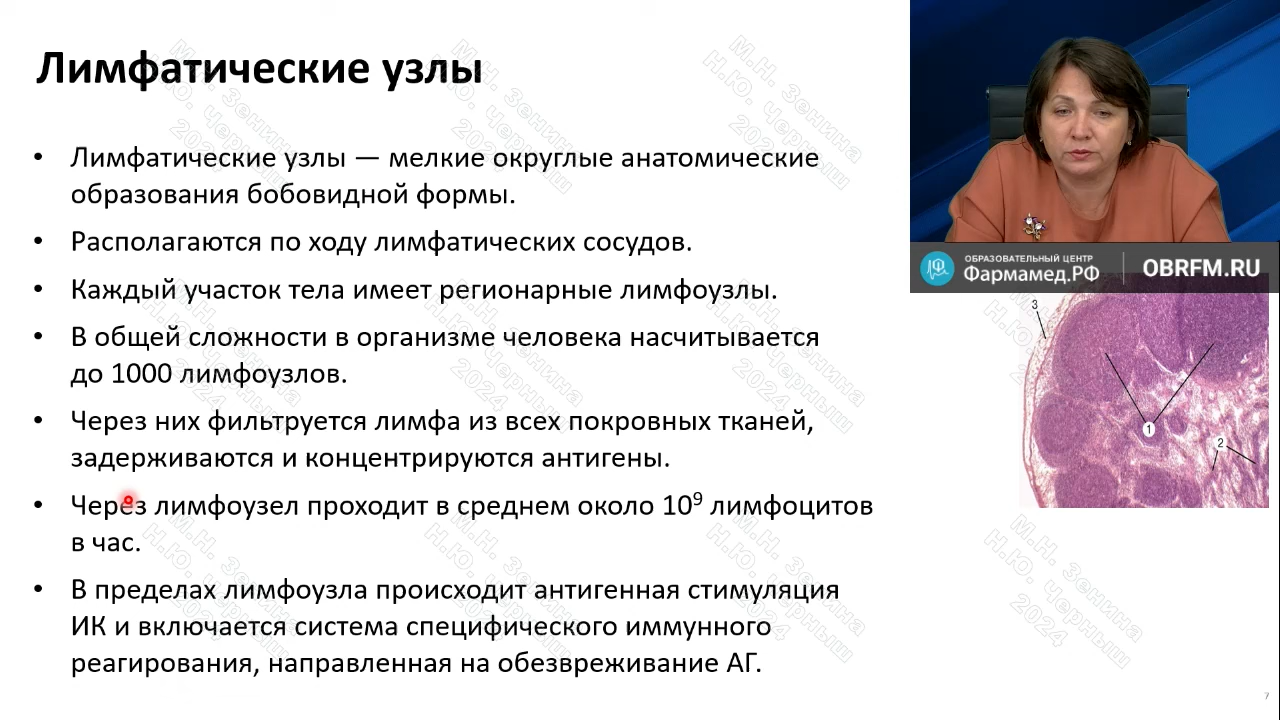 Лимфатические узлы
• Лимфатические узлы — мелкие округлые анатомические
образования бобовидной формы.
• Располагаются по ходу лимфатических сосудов.
• Каждый участок тела имеет регионарные лимфоузлы.
• В общей сложности в организме человека насчитывается
до 1000 лимфоузлов.
• Через них фильтруется лимфа из всех покровных тканей,
задерживаются и концентрируются антигены.
• Через лимфоузел проходит в среднем около 10⁹ лимфоцитов
в час.
• В пределах лимфоузла происходит антигенная стимуляция
ИК и включается система специфического иммунного
реагирования, направленная на обезвреживание АГ.
ОБРАЗОВАТЕЛЬНЫЙ ЦЕНТР
Фармамед.РФ
OBRFM.RU
3
1
2
7
М.Н. Зенина
Н.Ю. Черныш
2024